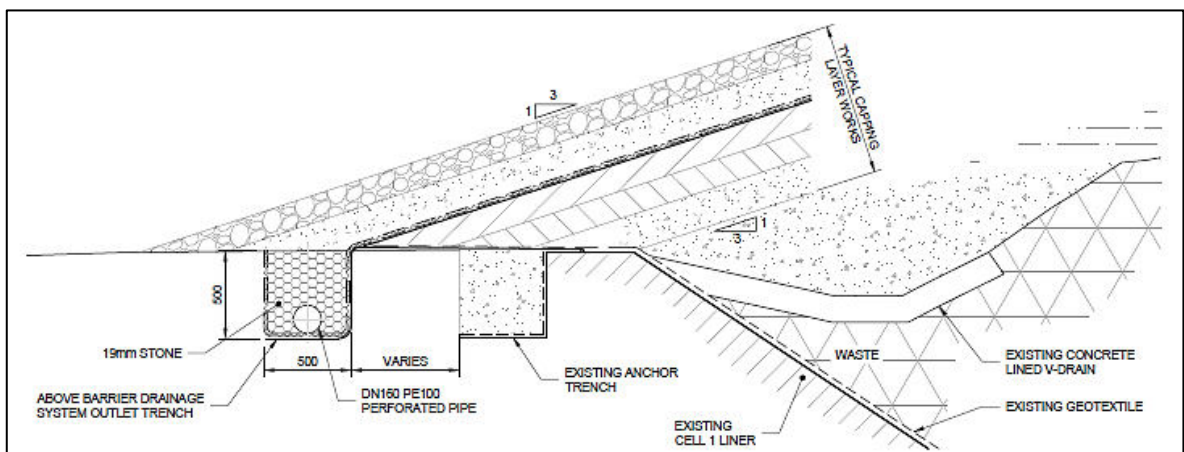 3
1
TYPICAL CAPPING
LAYER WORKS
1
3
500
19mm STONE
500
VARIES
ABOVE BARRIER DRAINAGE
SYSTEM OUTLET TRENCH
DN160 PE100
PERFORATED PIPE
EXISTING ANCHOR
TRENCH
WASTE
EXISTING
CELL 1 LINER
EXISTING CONCRETE
LINED V-DRAIN
EXISTING GEOTEXTILE